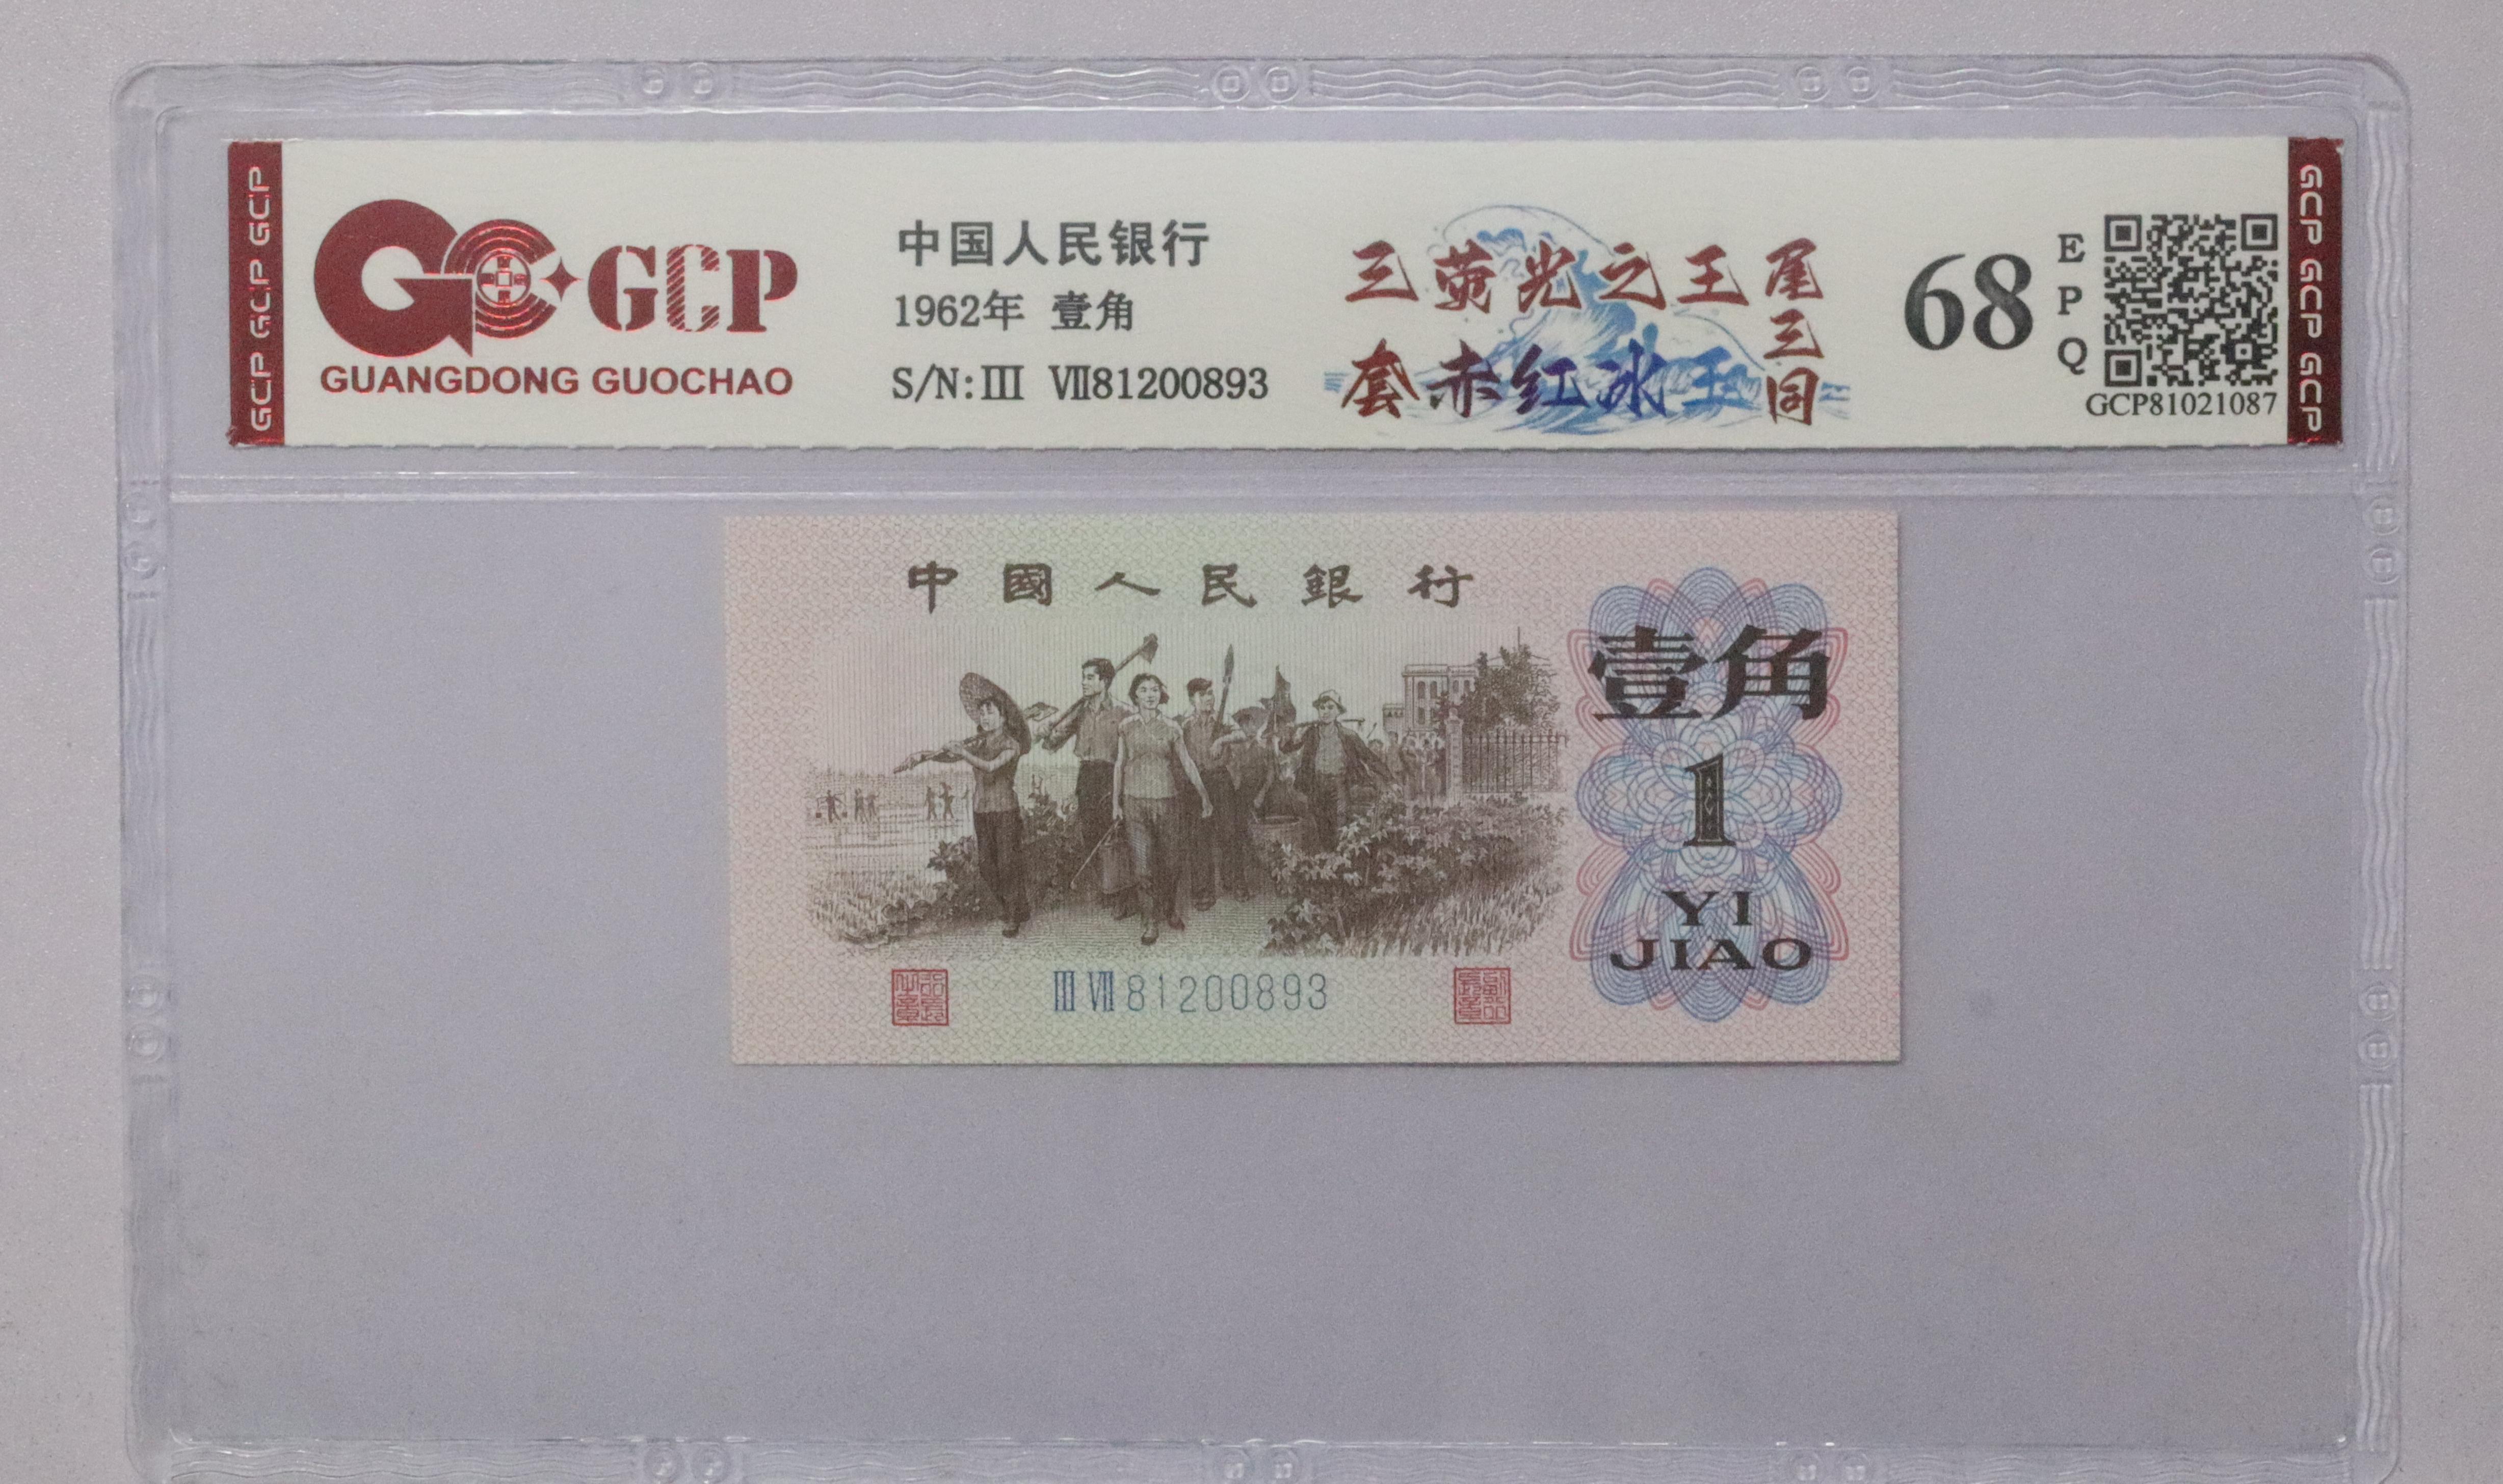 GCP GCP GCP
GCP
GUANGDONG GUOCHAO
中国人民银行
1962年 壹角
S/N:III VII81200893
三荧光之王
套赤红冰王
尾三同
68
EPQ
GCP81021087
GCP GCP GCP
中國人民銀行
壹角
1
YI
JIAO
III VII 81200893